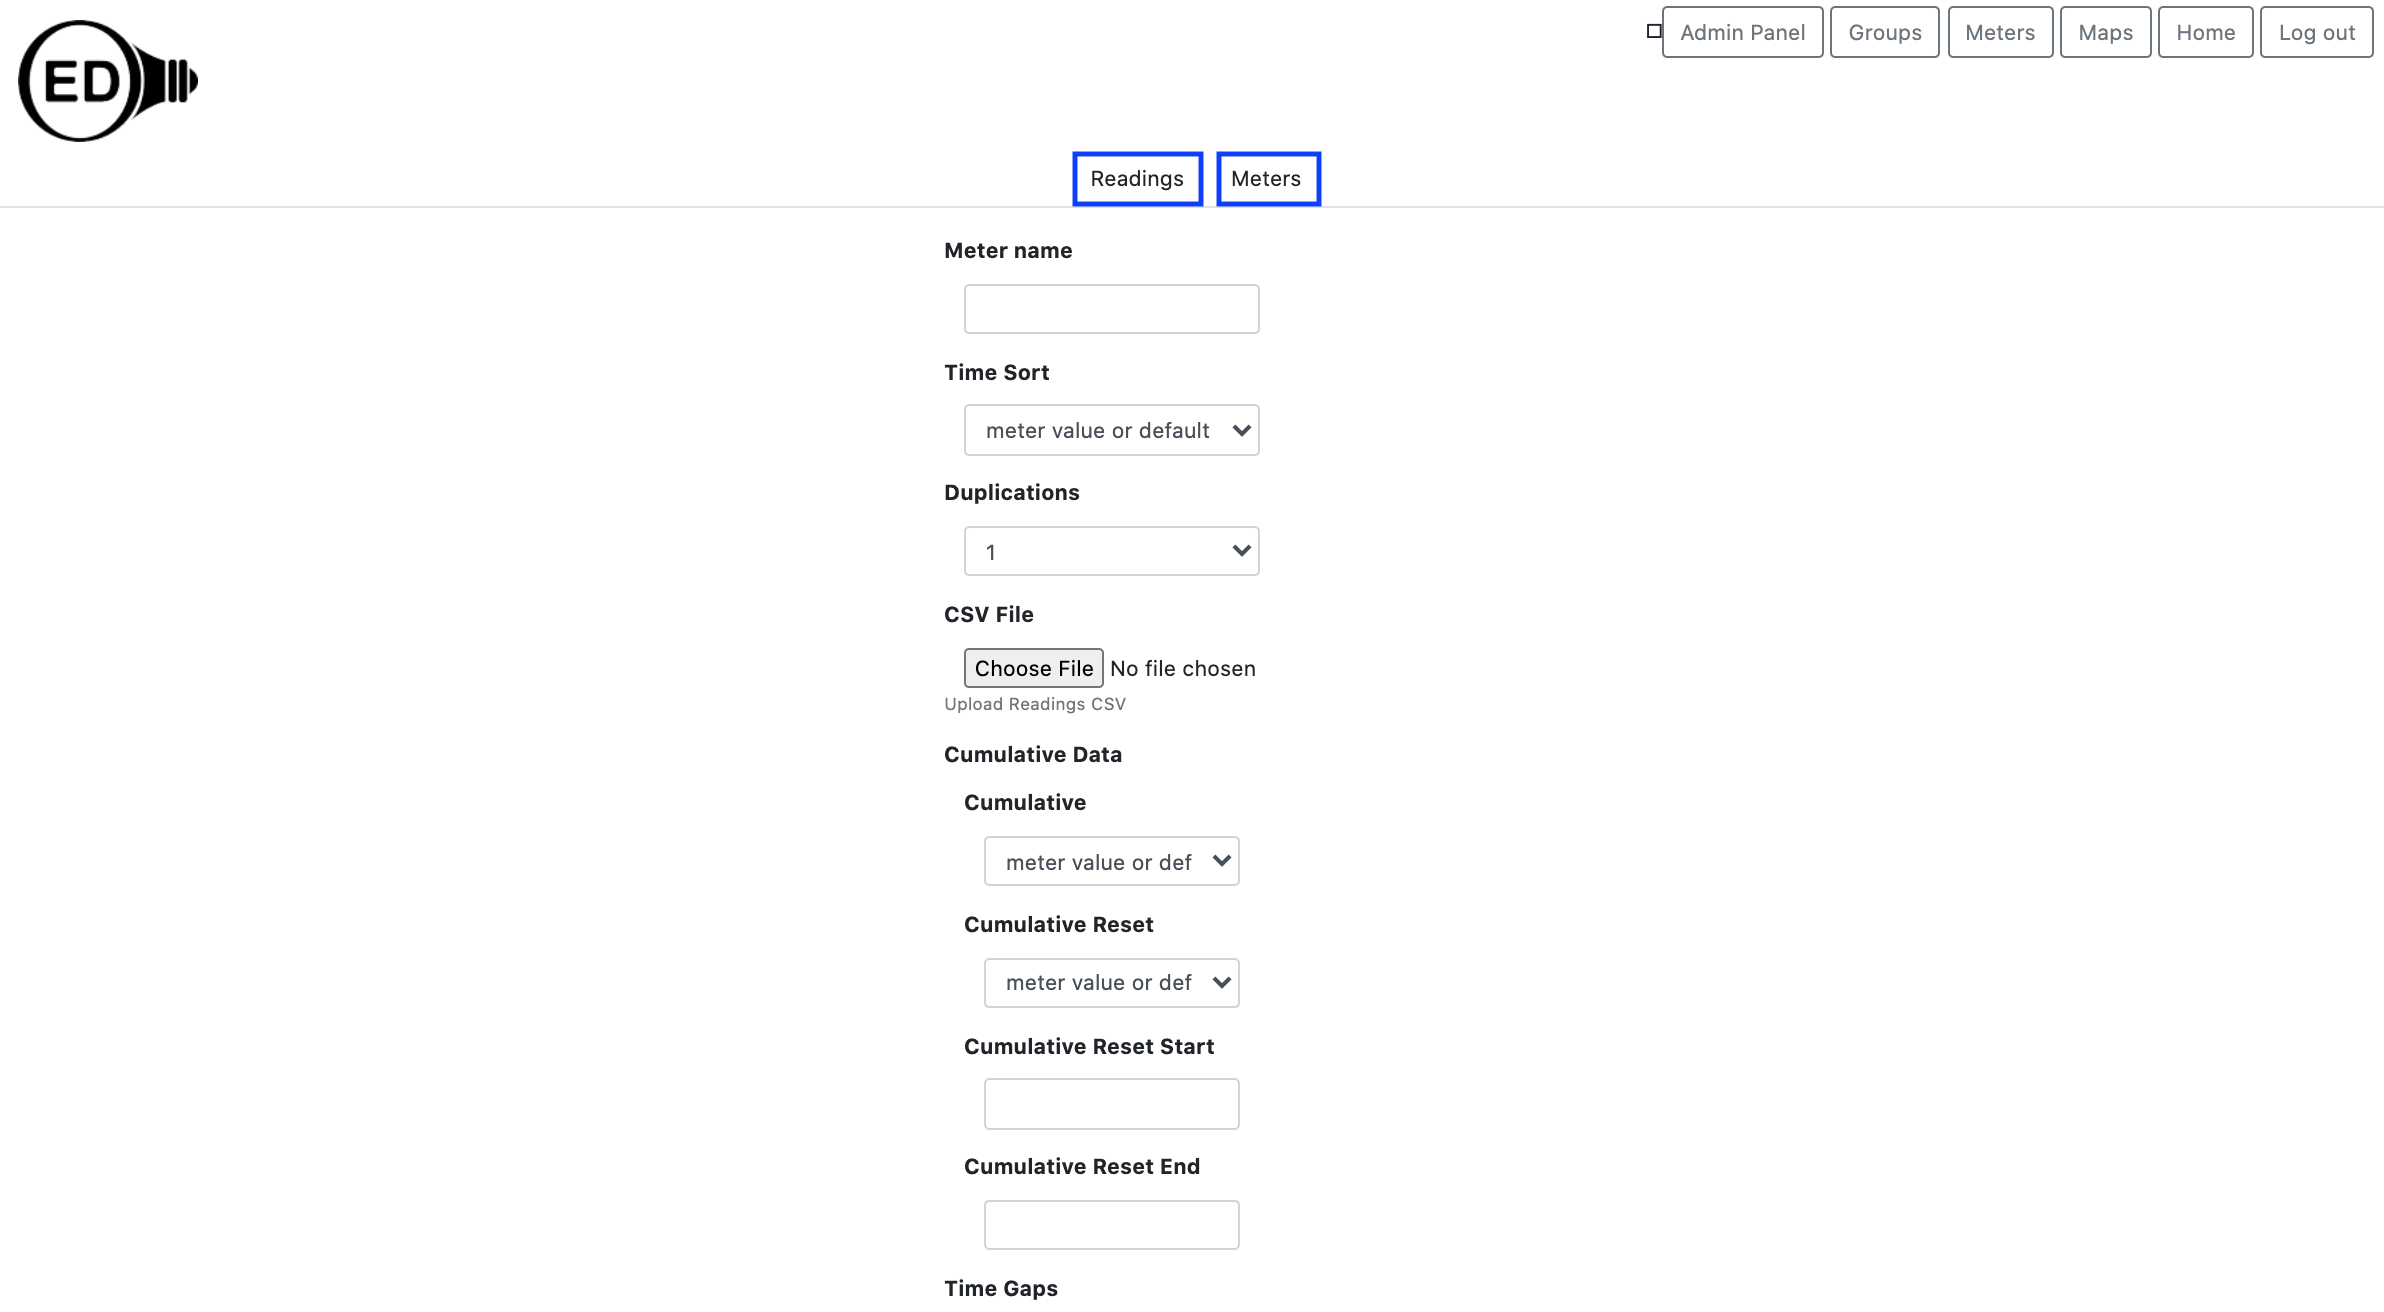 ED
Admin Panel Groups Meters Maps Home Log out
Readings Meters
Meter name
Time Sort
meter value or default
Duplications
1
CSV File
Choose File No file chosen
Upload Readings CSV
Cumulative Data
Cumulative
meter value or def
Cumulative Reset
meter value or def
Cumulative Reset Start
Cumulative Reset End
Time Gaps